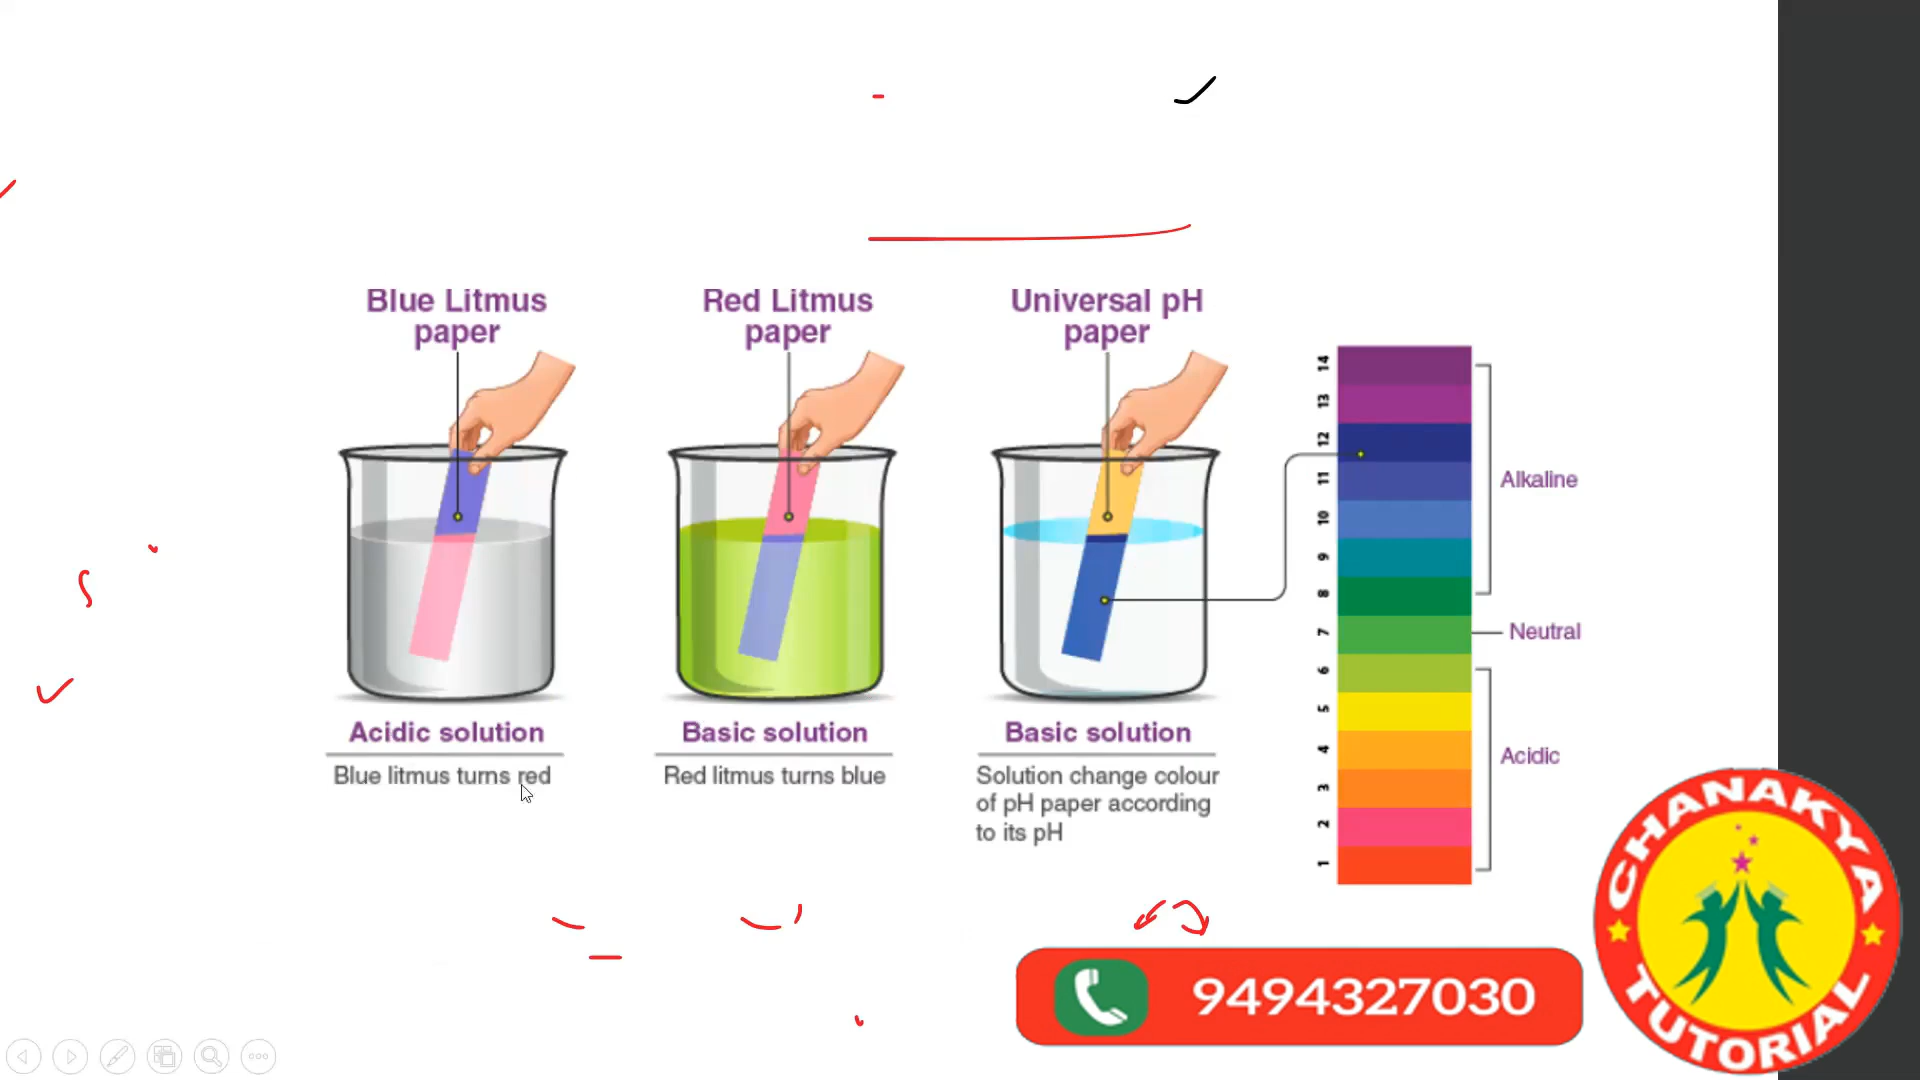 Blue Litmus
paper
Red Litmus
paper
Universal pH
paper
14
13
12
11
10
9
8
7
6
5
4
3
2
1
Alkaline
Neutral
Acidic
Acidic solution
Blue litmus turns red
Basic solution
Red litmus turns blue
Basic solution
Solution change colour
of pH paper according
to its pH
9494327030
CHANAKYA
TUTORIAL